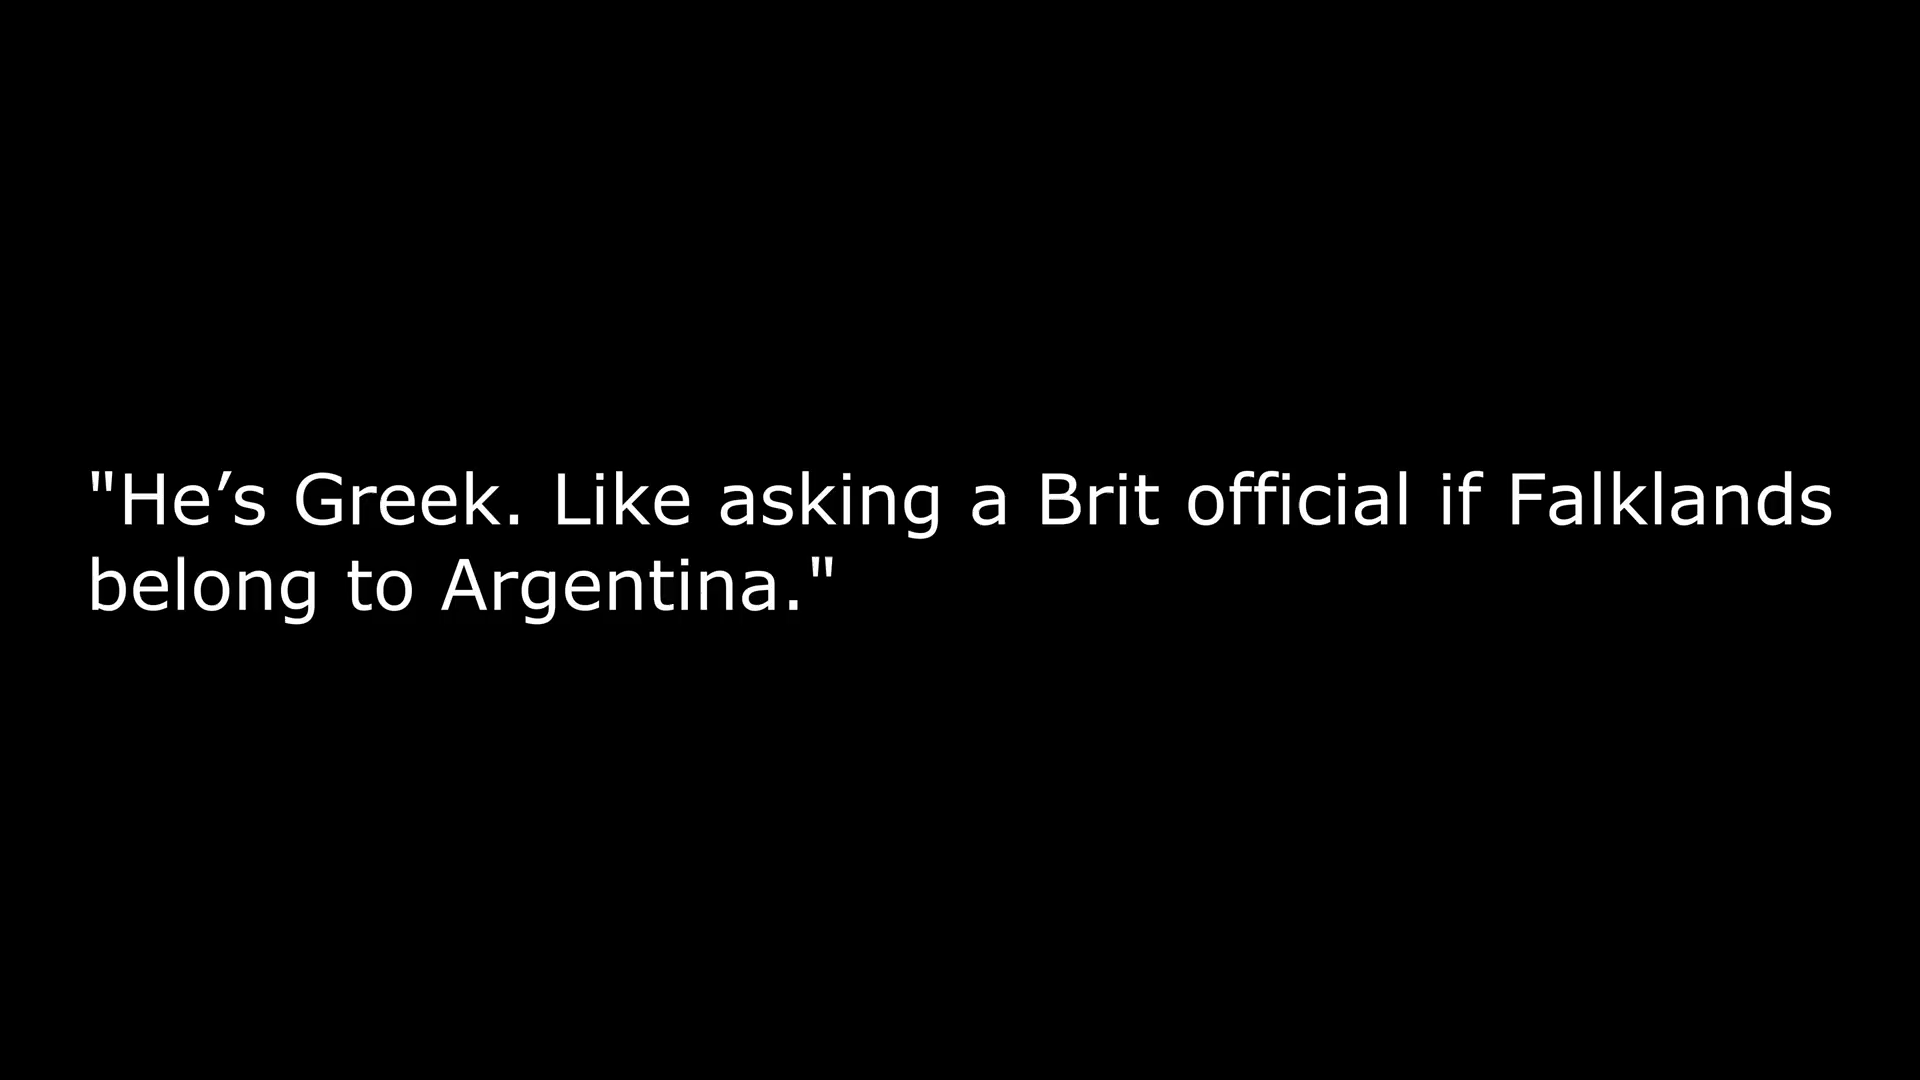 "He’s Greek. Like asking a Brit official if Falklands
belong to Argentina."